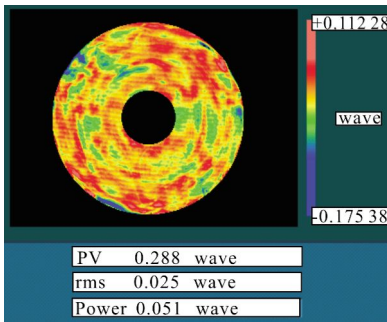 +0.112 28
wave
-0.175 38
PV 0.288 wave
rms 0.025 wave
Power 0.051 wave